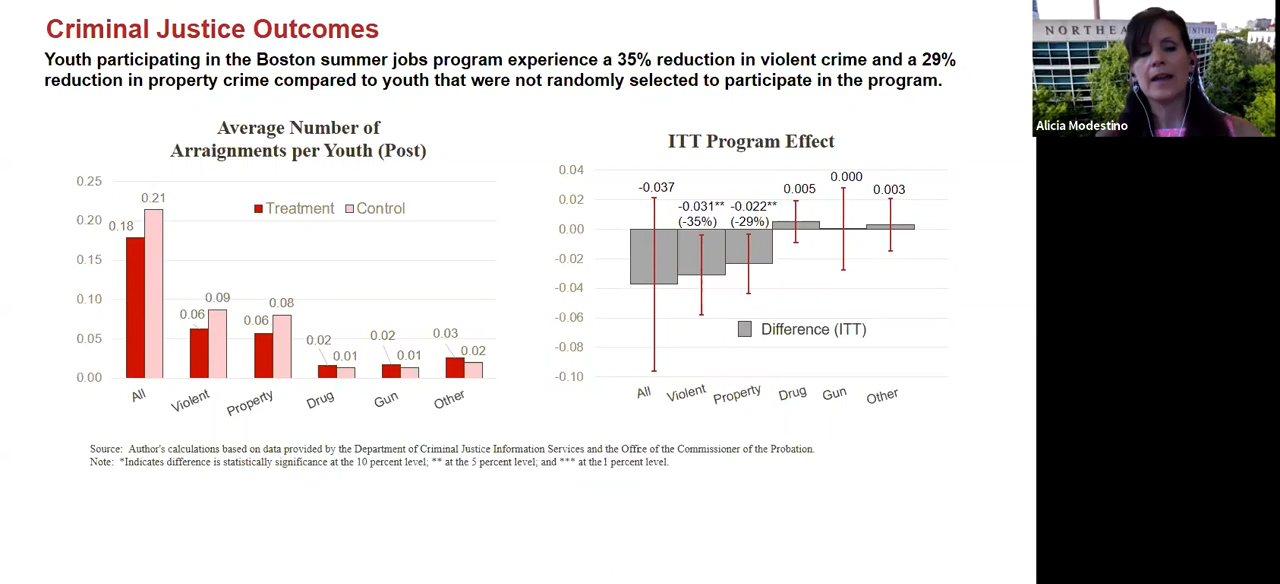 Criminal Justice Outcomes
Youth participating in the Boston summer jobs program experience a 35% reduction in violent crime and a 29%
reduction in property crime compared to youth that were not randomly selected to participate in the program.
Average Number of
Arraignments per Youth (Post)
0.25
0.20
0.15
0.10
0.05
0.00
Treatment
Control
0.18
0.21
0.06
0.09
0.06
0.08
0.02
0.01
0.02
0.01
0.03
0.02
All
Violent
Property
Drug
Gun
Other
ITT Program Effect
0.04
0.02
0.00
-0.02
-0.04
-0.06
-0.08
-0.10
-0.037
-0.031**
(-35%)
-0.022**
(-29%)
0.005
0.000
0.003
Difference (ITT)
All
Violent
Property
Drug
Gun
Other
Source: Author's calculations based on data provided by the Department of Criminal Justice Information Services and the Office of the Commissioner of the Probation.
Note: *Indicates difference is statistically significance at the 10 percent level; ** at the 5 percent level; and *** at the1 percent level.
Alicia Modestino